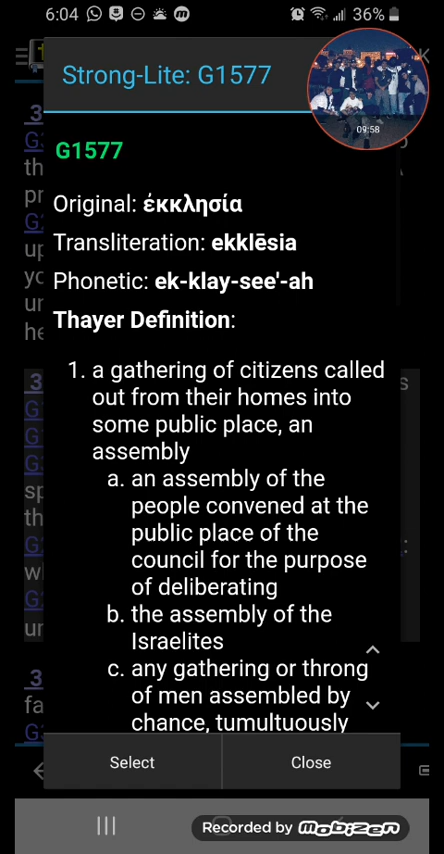 6:04
36%
Strong-Lite: G1577
09:58
G1577
Original: ἐκκλησία
Transliteration: ekklēsia
Phonetic: ek-klay-see'-ah
Thayer Definition:
1. a gathering of citizens called
out from their homes into
some public place, an
assembly
a. an assembly of the
people convened at the
public place of the
council for the purpose
of deliberating
b. the assembly of the
Israelites
c. any gathering or throng
of men assembled by
chance, tumultuously
Select
Close
Recorded by Mobizen